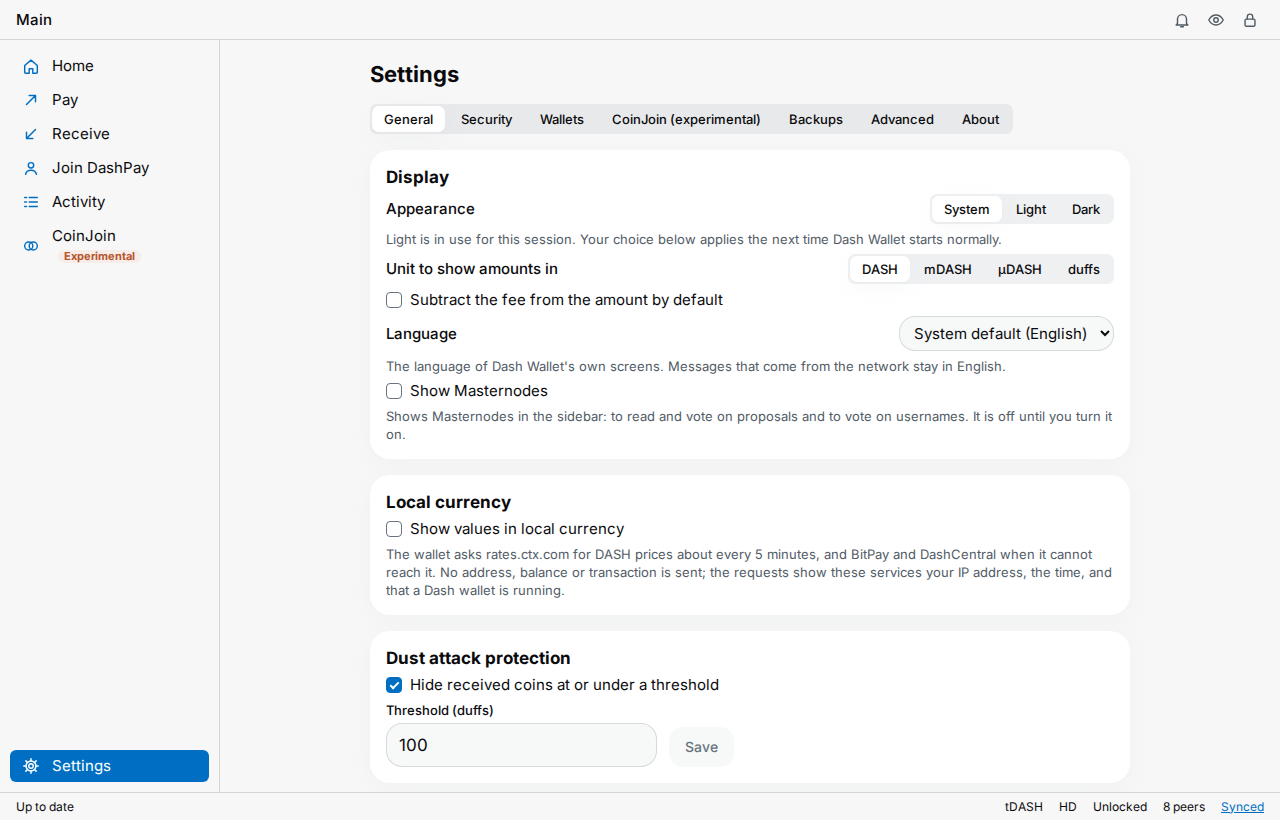 Main
Home
Pay
Receive
Join DashPay
Activity
CoinJoin
Experimental
Settings
Settings
General Security Wallets CoinJoin (experimental) Backups Advanced About
Display
Appearance System Light Dark
Light is in use for this session. Your choice below applies the next time Dash Wallet starts normally.
Unit to show amounts in DASH mDASH µDASH duffs
Subtract the fee from the amount by default
Language System default (English)
The language of Dash Wallet's own screens. Messages that come from the network stay in English.
Show Masternodes
Shows Masternodes in the sidebar: to read and vote on proposals and to vote on usernames. It is off until you turn it
on.
Local currency
Show values in local currency
The wallet asks rates.ctx.com for DASH prices about every 5 minutes, and BitPay and DashCentral when it cannot
reach it. No address, balance or transaction is sent; the requests show these services your IP address, the time, and
that a Dash wallet is running.
Dust attack protection
Hide received coins at or under a threshold
Threshold (duffs)
100 Save
Up to date tDASH HD Unlocked 8 peers Synced